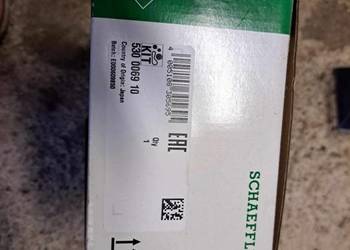 KIT
530 0069 10
Country of Origin: Japan
Qty
1
EAC
SCHAEFFL